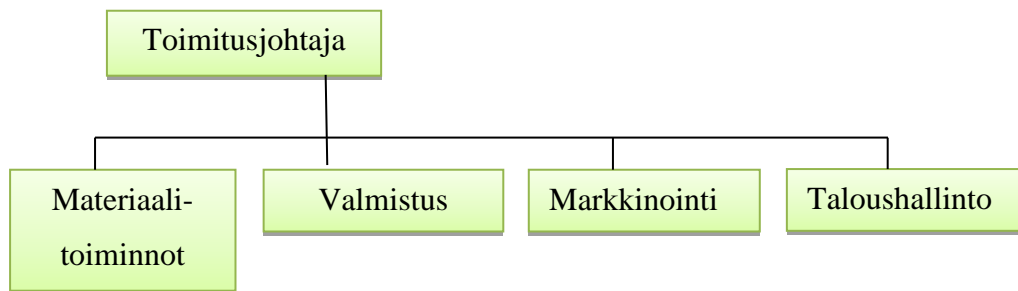 Toimitusjohtaja
Materiaali-
toiminnot
Valmistus
Markkinointi
Taloushallinto